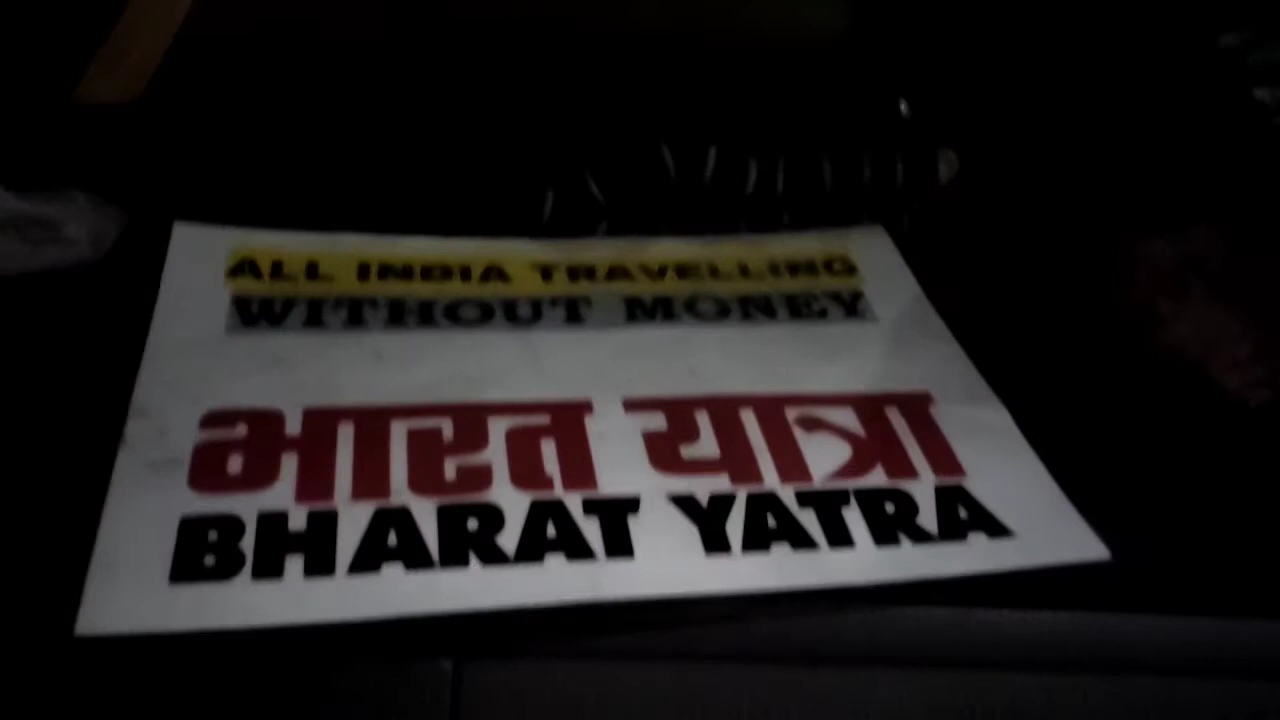 ALL INDIA TRAVELLING
WITHOUT MONEY
भारत यात्रा
BHARAT YATRA